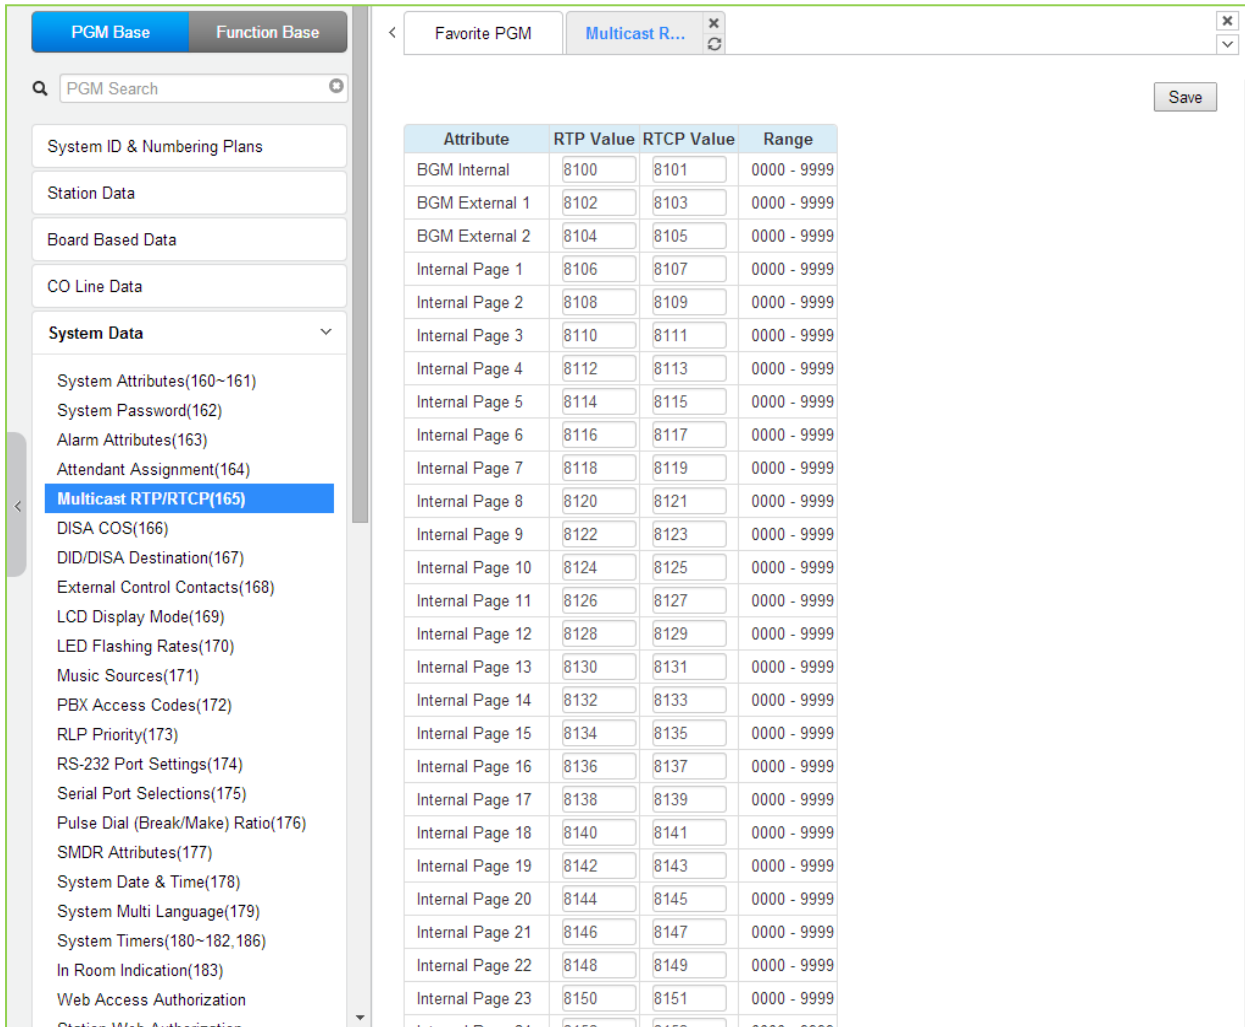 PGM Base Function Base
PGM Search
System ID & Numbering Plans
Station Data
Board Based Data
CO Line Data
System Data
System Attributes(160~161)
System Password(162)
Alarm Attributes(163)
Attendant Assignment(164)
Multicast RTP/RTCP(165)
DISA COS(166)
DID/DISA Destination(167)
External Control Contacts(168)
LCD Display Mode(169)
LED Flashing Rates(170)
Music Sources(171)
PBX Access Codes(172)
RLP Priority(173)
RS-232 Port Settings(174)
Serial Port Selections(175)
Pulse Dial (Break/Make) Ratio(176)
SMDR Attributes(177)
System Date & Time(178)
System Multi Language(179)
System Timers(180~182,186)
In Room Indication(183)
Web Access Authorization
Station Web Authorization
Favorite PGM Multicast R...
Save
Attribute RTP Value RTCP Value Range
BGM Internal 8100 8101 0000 - 9999
BGM External 1 8102 8103 0000 - 9999
BGM External 2 8104 8105 0000 - 9999
Internal Page 1 8106 8107 0000 - 9999
Internal Page 2 8108 8109 0000 - 9999
Internal Page 3 8110 8111 0000 - 9999
Internal Page 4 8112 8113 0000 - 9999
Internal Page 5 8114 8115 0000 - 9999
Internal Page 6 8116 8117 0000 - 9999
Internal Page 7 8118 8119 0000 - 9999
Internal Page 8 8120 8121 0000 - 9999
Internal Page 9 8122 8123 0000 - 9999
Internal Page 10 8124 8125 0000 - 9999
Internal Page 11 8126 8127 0000 - 9999
Internal Page 12 8128 8129 0000 - 9999
Internal Page 13 8130 8131 0000 - 9999
Internal Page 14 8132 8133 0000 - 9999
Internal Page 15 8134 8135 0000 - 9999
Internal Page 16 8136 8137 0000 - 9999
Internal Page 17 8138 8139 0000 - 9999
Internal Page 18 8140 8141 0000 - 9999
Internal Page 19 8142 8143 0000 - 9999
Internal Page 20 8144 8145 0000 - 9999
Internal Page 21 8146 8147 0000 - 9999
Internal Page 22 8148 8149 0000 - 9999
Internal Page 23 8150 8151 0000 - 9999